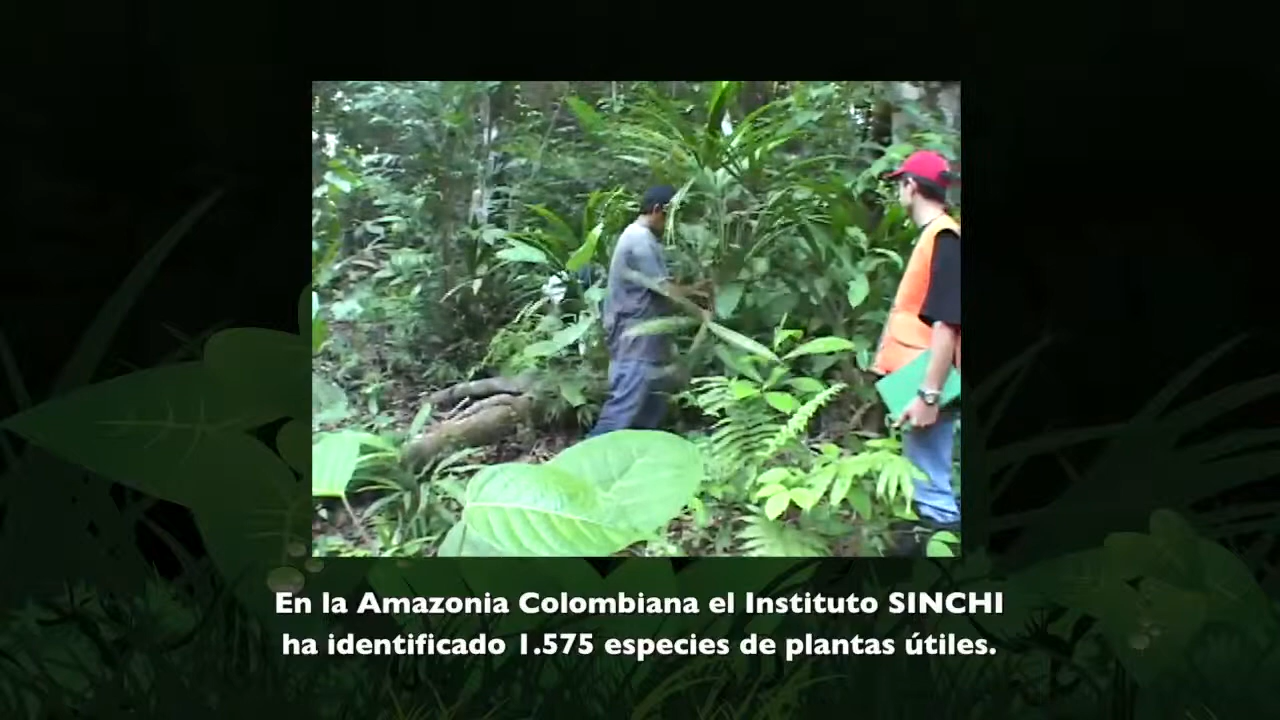 En la Amazonia Colombiana el Instituto SINCHI
ha identificado 1.575 especies de plantas útiles.